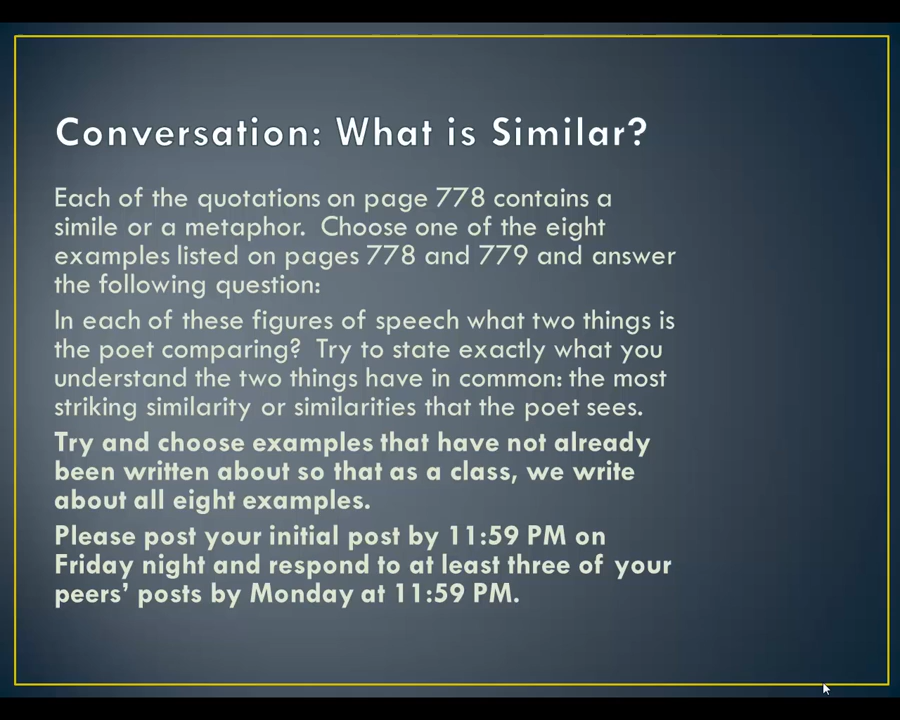 Conversation: What is Similar?
Each of the quotations on page 778 contains a
simile or a metaphor.  Choose one of the eight
examples listed on pages 778 and 779 and answer
the following question:
In each of these figures of speech what two things is
the poet comparing?  Try to state exactly what you
understand the two things have in common: the most
striking similarity or similarities that the poet sees.
Try and choose examples that have not already
been written about so that as a class, we write
about all eight examples.
Please post your initial post by 11:59 PM on
Friday night and respond to at least three of your
peers’ posts by Monday at 11:59 PM.